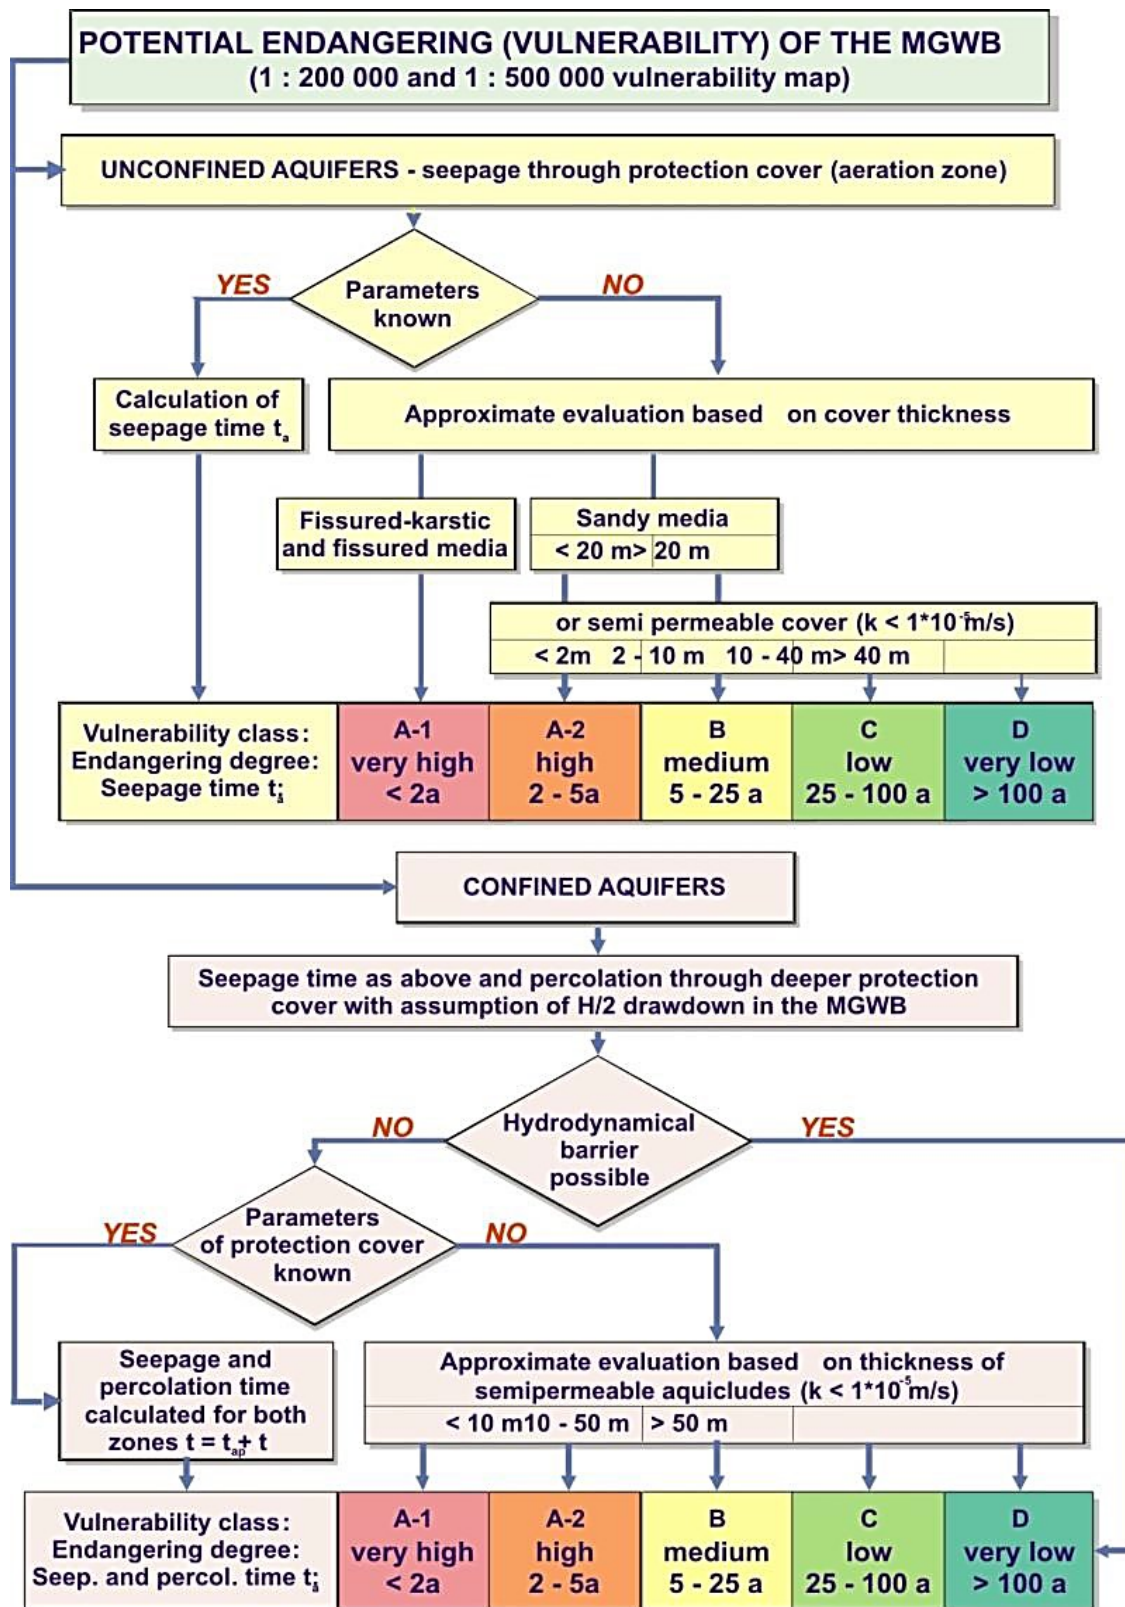 POTENTIAL ENDANGERING (VULNERABILITY) OF THE MGWB
(1 : 200 000 and 1 : 500 000 vulnerability map)
UNCONFINED AQUIFERS - seepage through protection cover (aeration zone)
YES
NO
Parameters
known
Calculation of
seepage time tₐ
Approximate evaluation based on cover thickness
Fissured-karstic
and fissured media
Sandy media
< 20 m> 20 m
or semi permeable cover (k < 1*10⁻⁵m/s)
< 2m 2 - 10 m 10 - 40 m> 40 m
Vulnerability class:
Endangering degree:
Seepage time t
A-1
very high
< 2a
A-2
high
2 - 5a
B
medium
5 - 25 a
C
low
25 - 100 a
D
very low
> 100 a
CONFINED AQUIFERS
Seepage time as above and percolation through deeper protection
cover with assumption of H/2 drawdown in the MGWB
NO
YES
Hydrodynamical
barrier
possible
YES
NO
Parameters
of protection cover
known
Seepage and
percolation time
calculated for both
zones t = tap+ t
Approximate evaluation based on thickness of
semipermeable aquicludes (k < 1*10⁻⁵m/s)
< 10 m10 - 50 m > 50 m
Vulnerability class:
Endangering degree:
Seep. and percol. time t
A-1
very high
< 2a
A-2
high
2 - 5a
B
medium
5 - 25 a
C
low
25 - 100 a
D
very low
> 100 a